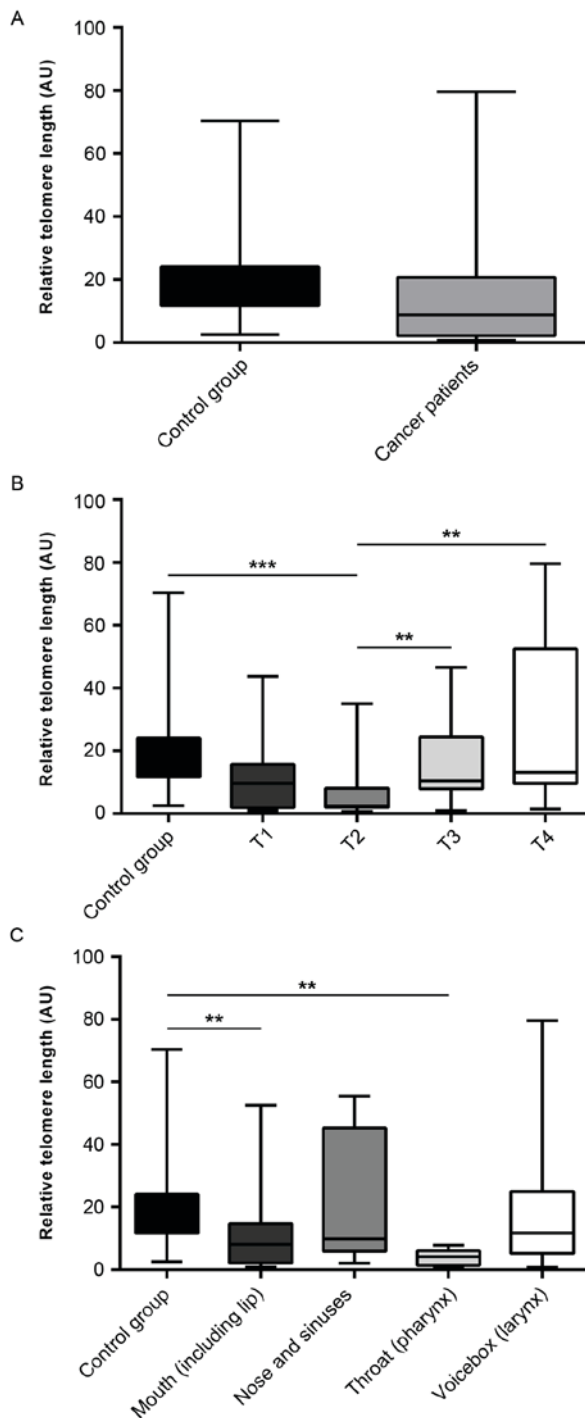 A
Relative telomere length (AU)
100
80
60
40
20
0
Control group
Cancer patients
B
Relative telomere length (AU)
100
80
60
40
20
0
***
**
**
Control group
T1
T2
T3
T4
C
Relative telomere length (AU)
100
80
60
40
20
0
**
**
Control group
Mouth (including lip)
Nose and sinuses
Throat (pharynx)
Voicebox (larynx)